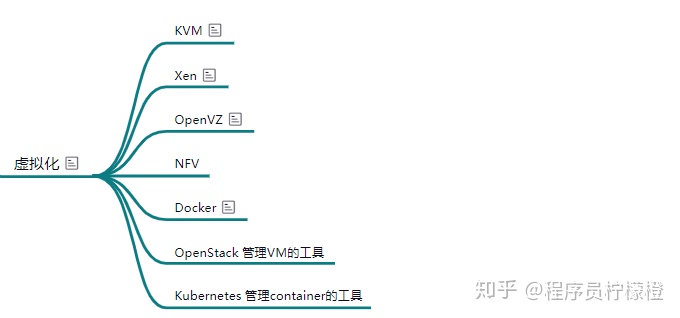 KVM
Xen
OpenVZ
虚拟化
NFV
Docker
OpenStack 管理VM的工具
Kubernetes 管理container的工具
知乎 @程序员柠檬橙